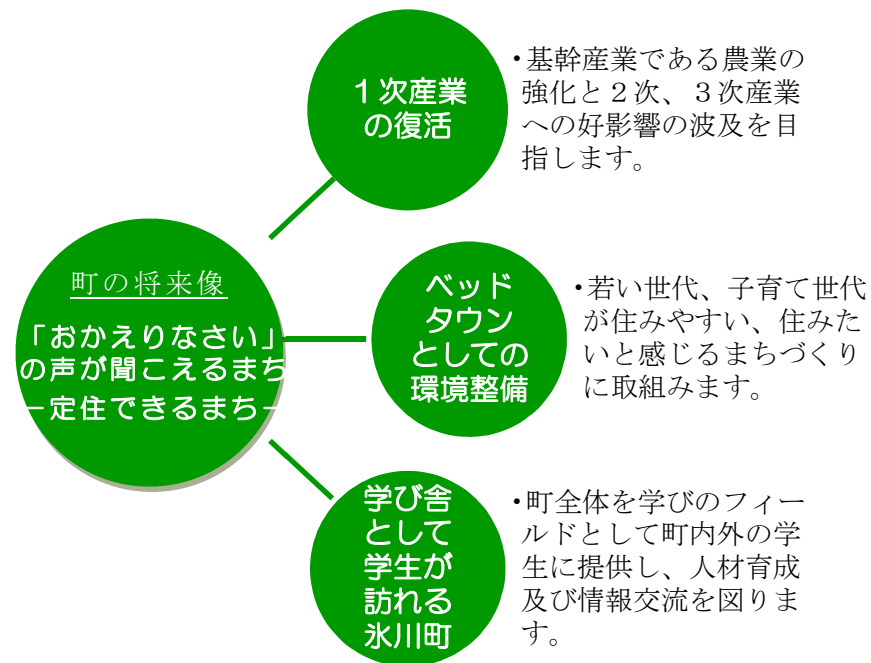 町の将来像
「おかえりなさい」
の声が聞こえるまち
－定住できるまち－
１次産業
の復活
・基幹産業である農業の
強化と２次、３次産業
への好影響の波及を目
指します。
ベッド
タウン
としての
環境整備
・若い世代、子育て世代
が住みやすい、住みた
いと感じるまちづくり
に取組みます。
学び舎
として
学生が
訪れる
氷川町
・町全体を学びのフィー
ルドとして町内外の学
生に提供し、人材育成
及び情報交流を図りま
す。